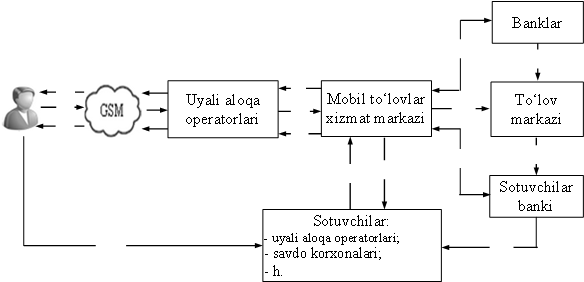 Banklar
GSM
Uyali aloqa
operatorlari
Mobil to‘lovlar
xizmat markazi
To‘lov
markazi
Sotuvchilar
banki
Sotuvchilar:
- uyali aloqa operatorlari;
- savdo korxonalari;
- h.